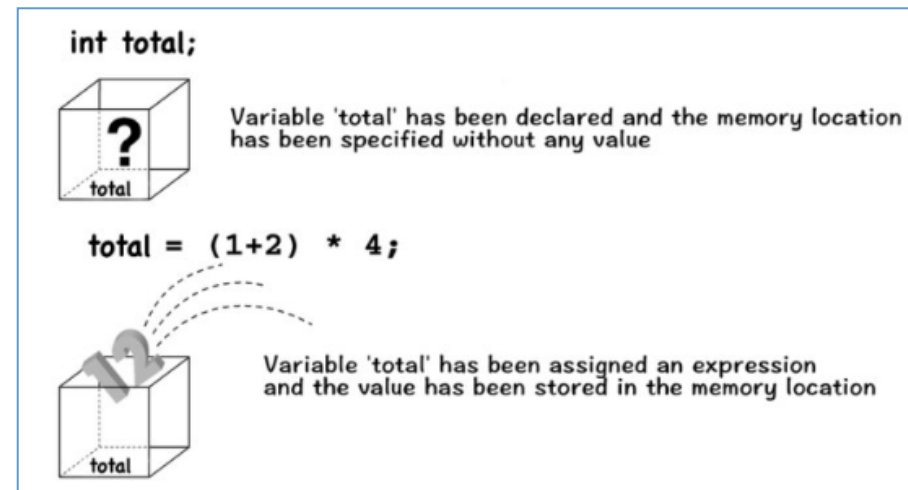 int total;
?
total
Variable 'total' has been declared and the memory location
has been specified without any value
total = (1+2) * 4;
12
total
Variable 'total' has been assigned an expression
and the value has been stored in the memory location